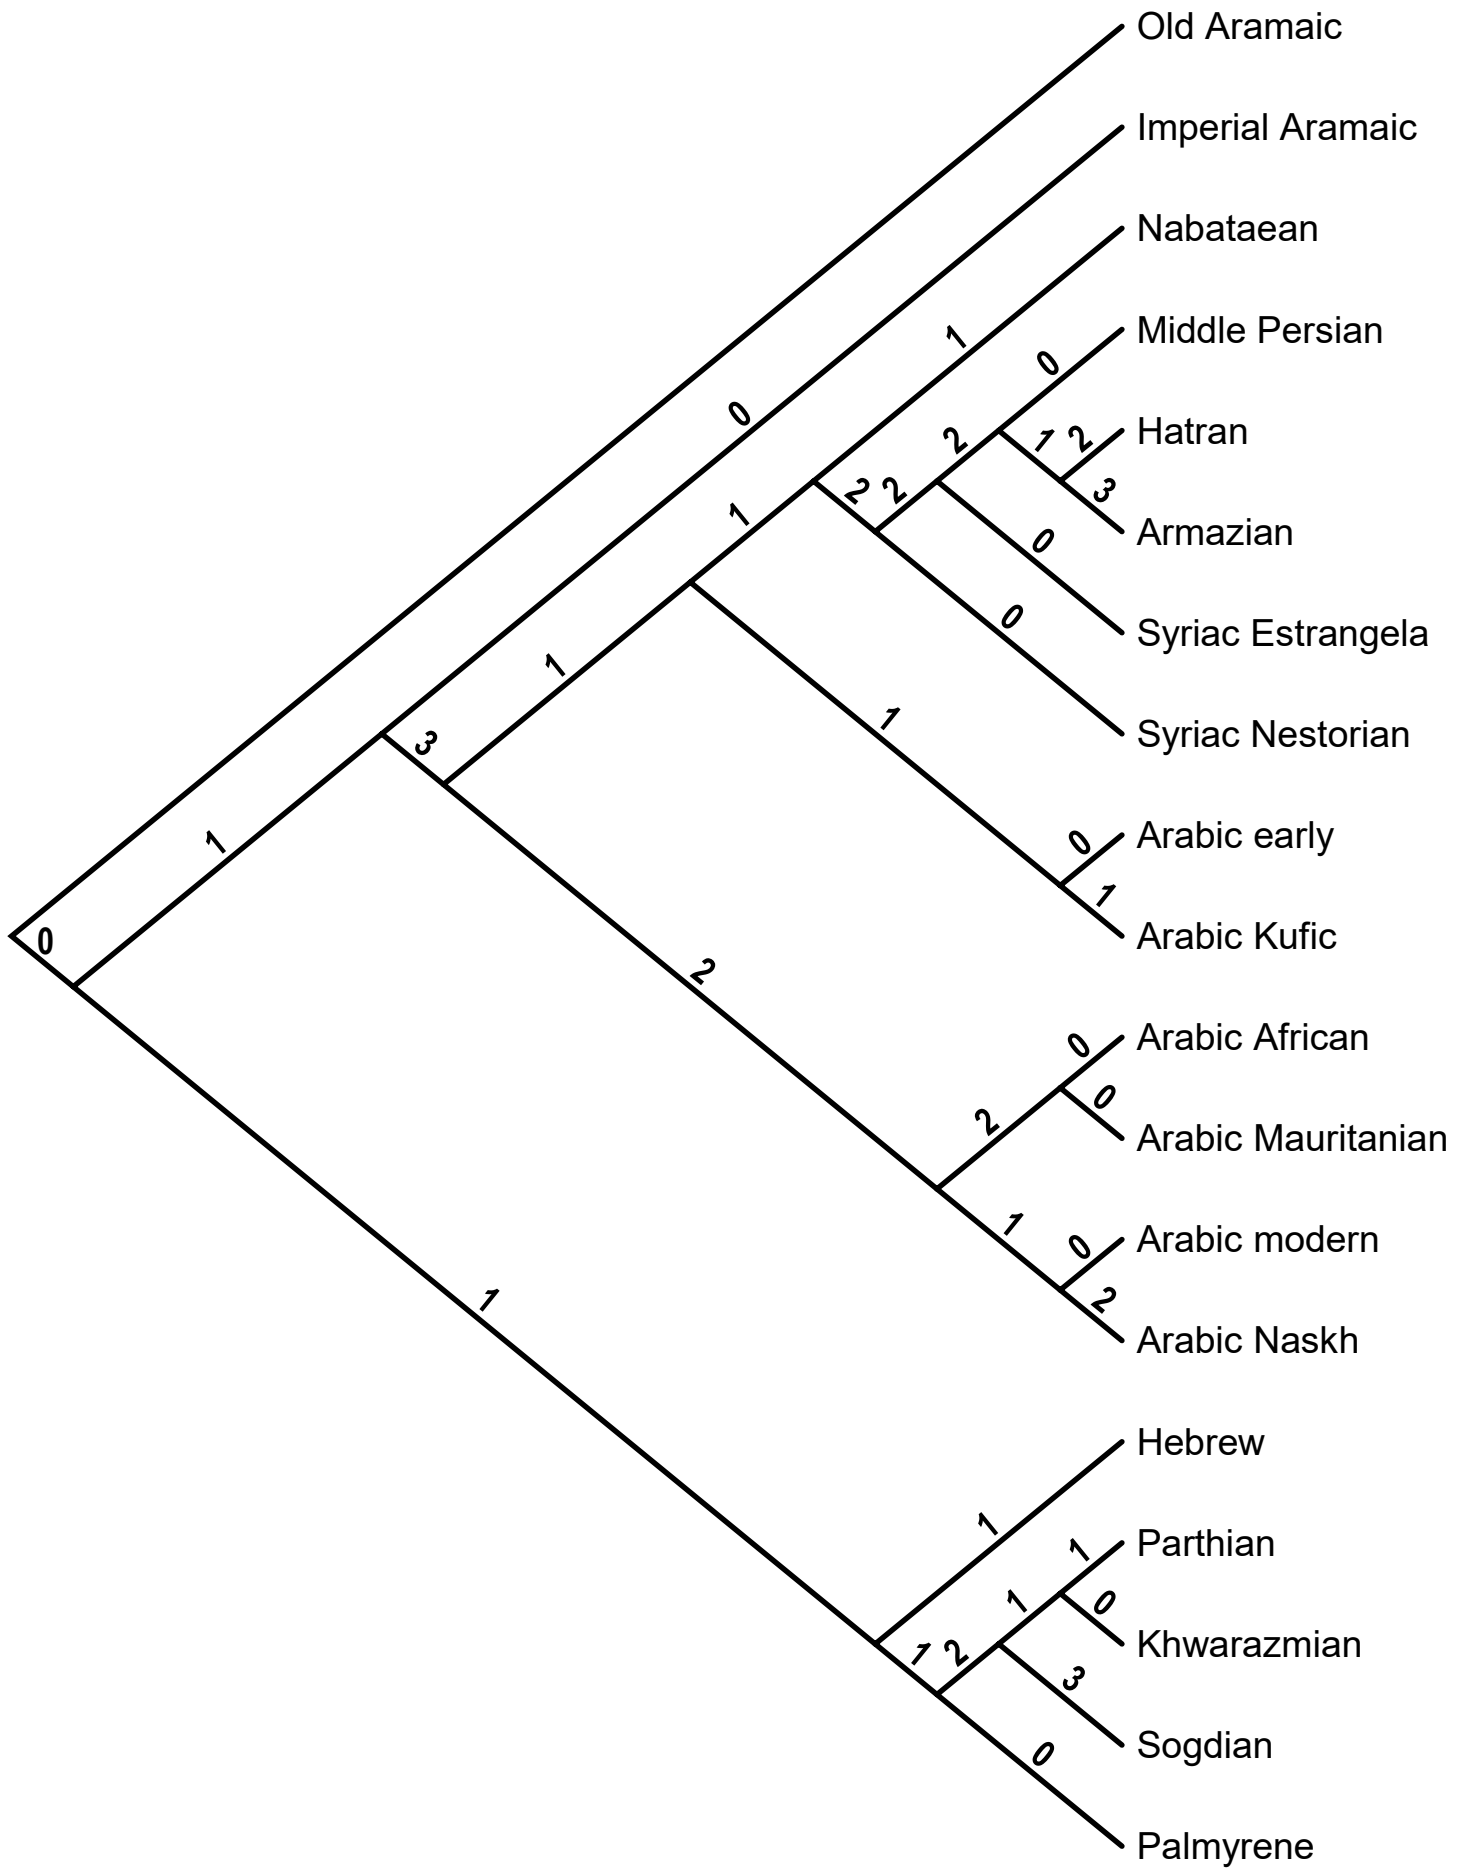 Old Aramaic
Imperial Aramaic
Nabataean
1
0
Middle Persian
0
2
1
2
Hatran
3
Armazian
2
2
1
0
Syriac Estrangela
0
1
Syriac Nestorian
1
3
1
0
Arabic early
1
Arabic Kufic
0
2
0
Arabic African
0
Arabic Mauritanian
2
1
0
Arabic modern
2
Arabic Naskh
1
Hebrew
1
1
Parthian
1
0
Khwarazmian
1
2
3
Sogdian
0
Palmyrene